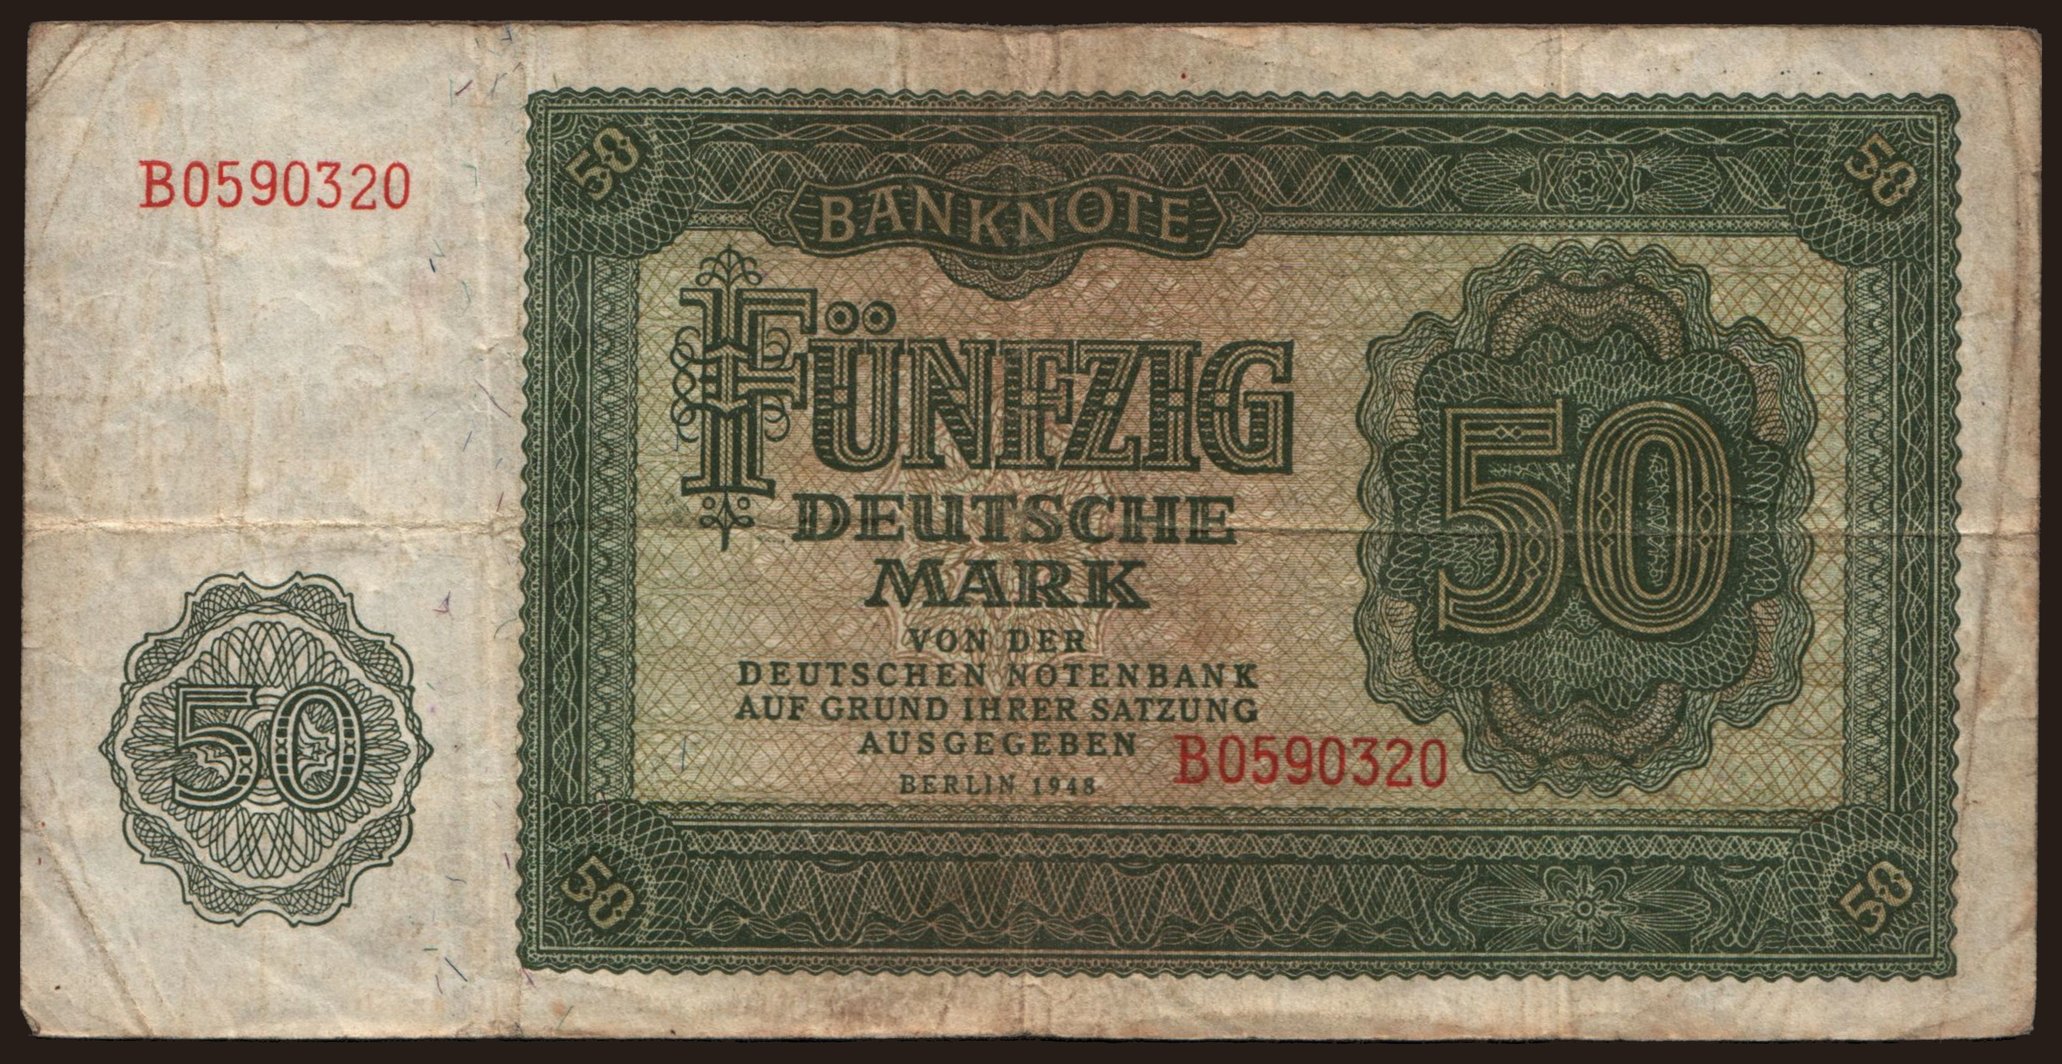 B0590320
50
50
50
BANKNOTE
FÜNFZIG
DEUTSCHE
MARK
VON DER
DEUTSCHEN NOTENBANK
AUF GRUND IHRER SATZUNG
AUSGEGEBEN
BERLIN 1948
B0590320
50
50
50